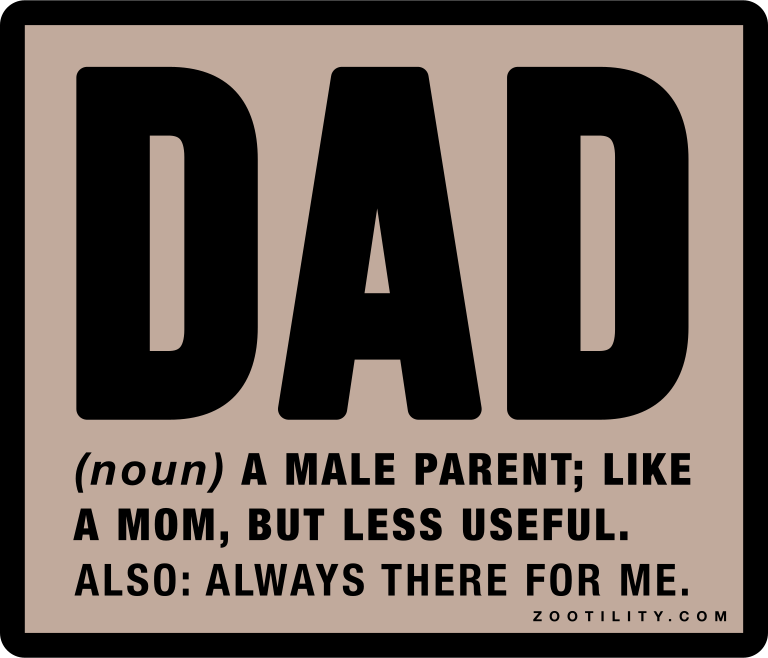 DAD
(noun) A MALE PARENT; LIKE
A MOM, BUT LESS USEFUL.
ALSO: ALWAYS THERE FOR ME.
ZOOTILITY.COM